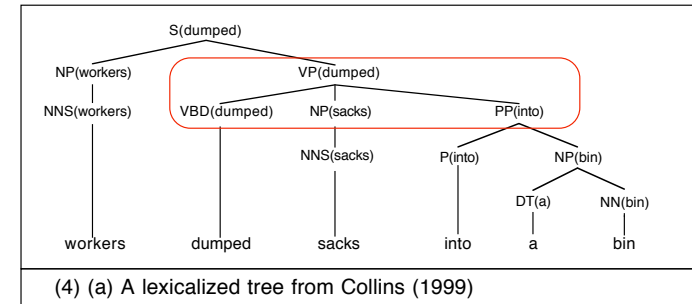 S(dumped)
NP(workers) VP(dumped)
NNS(workers) VBD(dumped) NP(sacks) PP(into)
NNS(sacks) P(into) NP(bin)
DT(a) NN(bin)
workers dumped sacks into a bin
(4) (a) A lexicalized tree from Collins (1999)